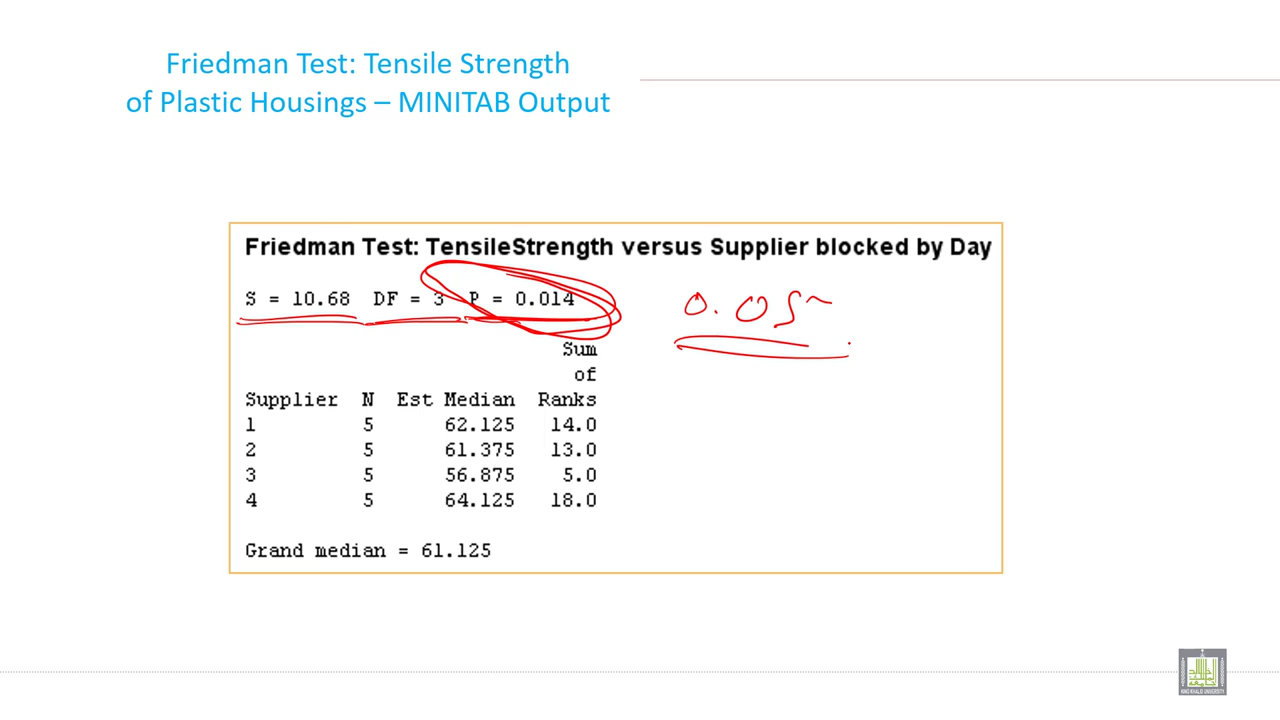 Friedman Test: Tensile Strength
of Plastic Housings – MINITAB Output
Friedman Test: TensileStrength versus Supplier blocked by Day
S = 10.68 DF = 3 P = 0.014
0.05
Sum
of
Supplier N Est Median Ranks
1 5 62.125 14.0
2 5 61.375 13.0
3 5 56.875 5.0
4 5 64.125 18.0
Grand median = 61.125
KING KHALID UNIVERSITY